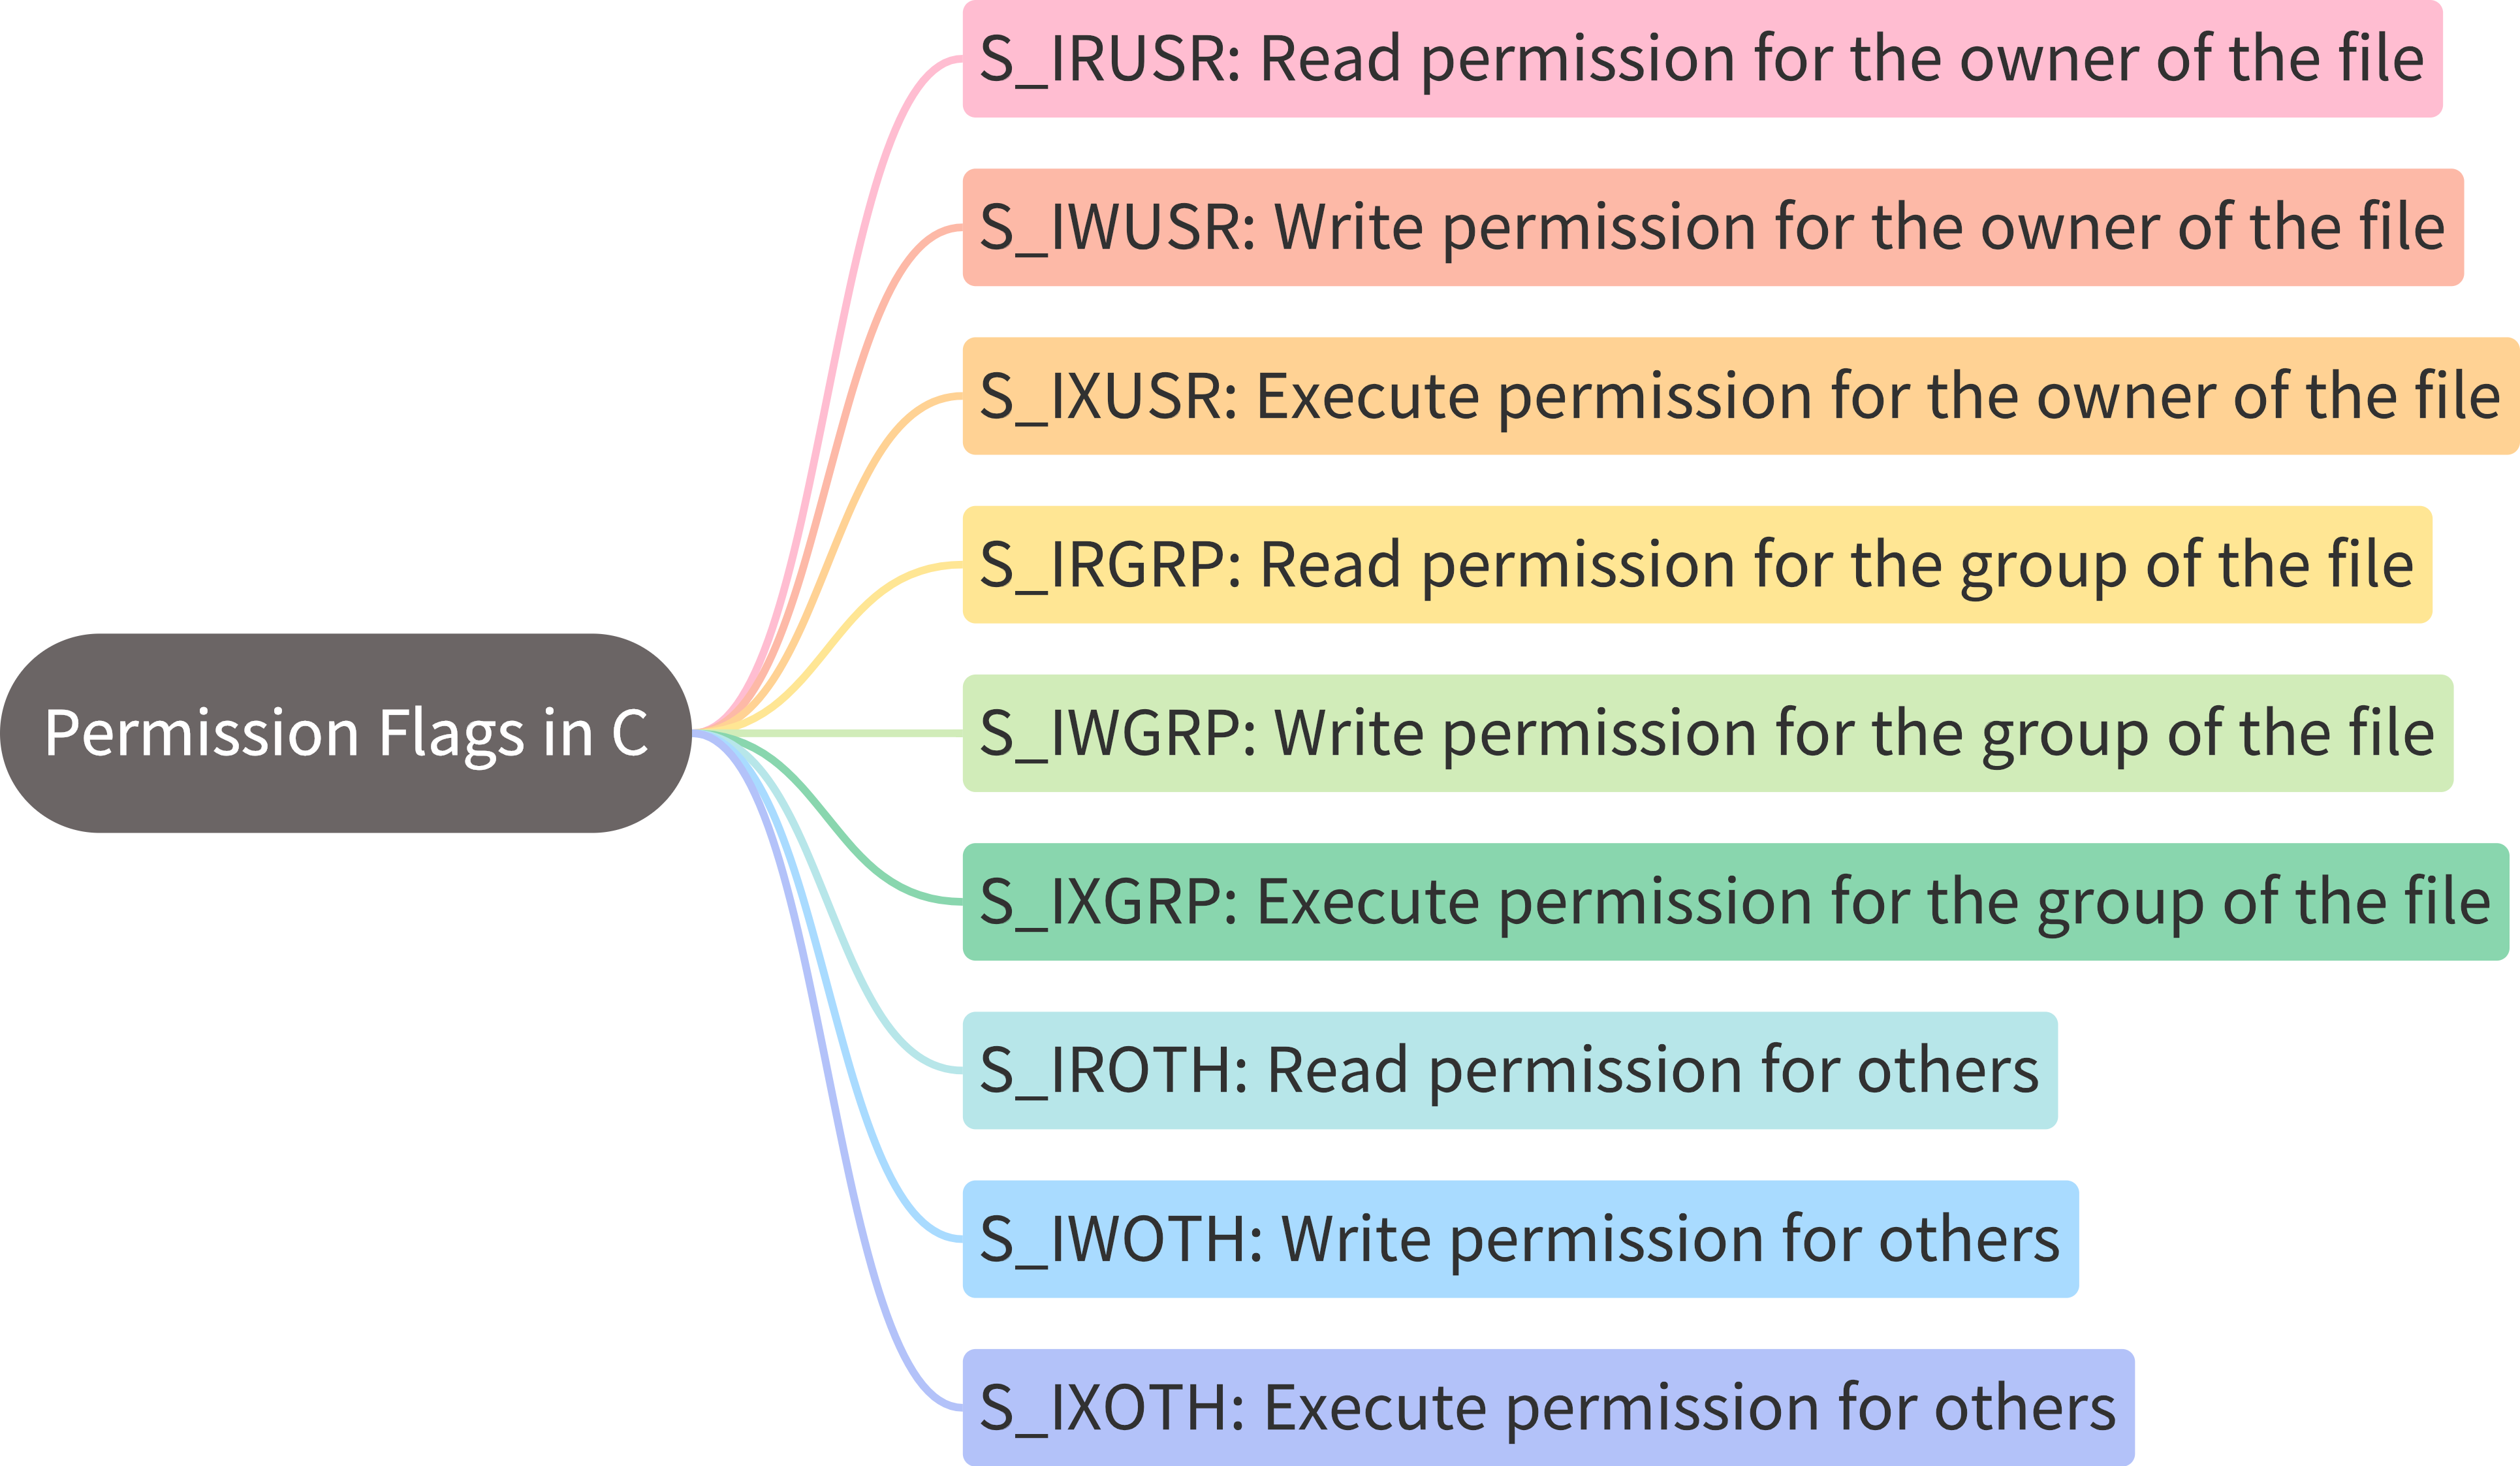 S_IRUSR: Read permission for the owner of the file
S_IWUSR: Write permission for the owner of the file
S_IXUSR: Execute permission for the owner of the file
S_IRGRP: Read permission for the group of the file
Permission Flags in C
S_IWGRP: Write permission for the group of the file
S_IXGRP: Execute permission for the group of the file
S_IROTH: Read permission for others
S_IWOTH: Write permission for others
S_IXOTH: Execute permission for others